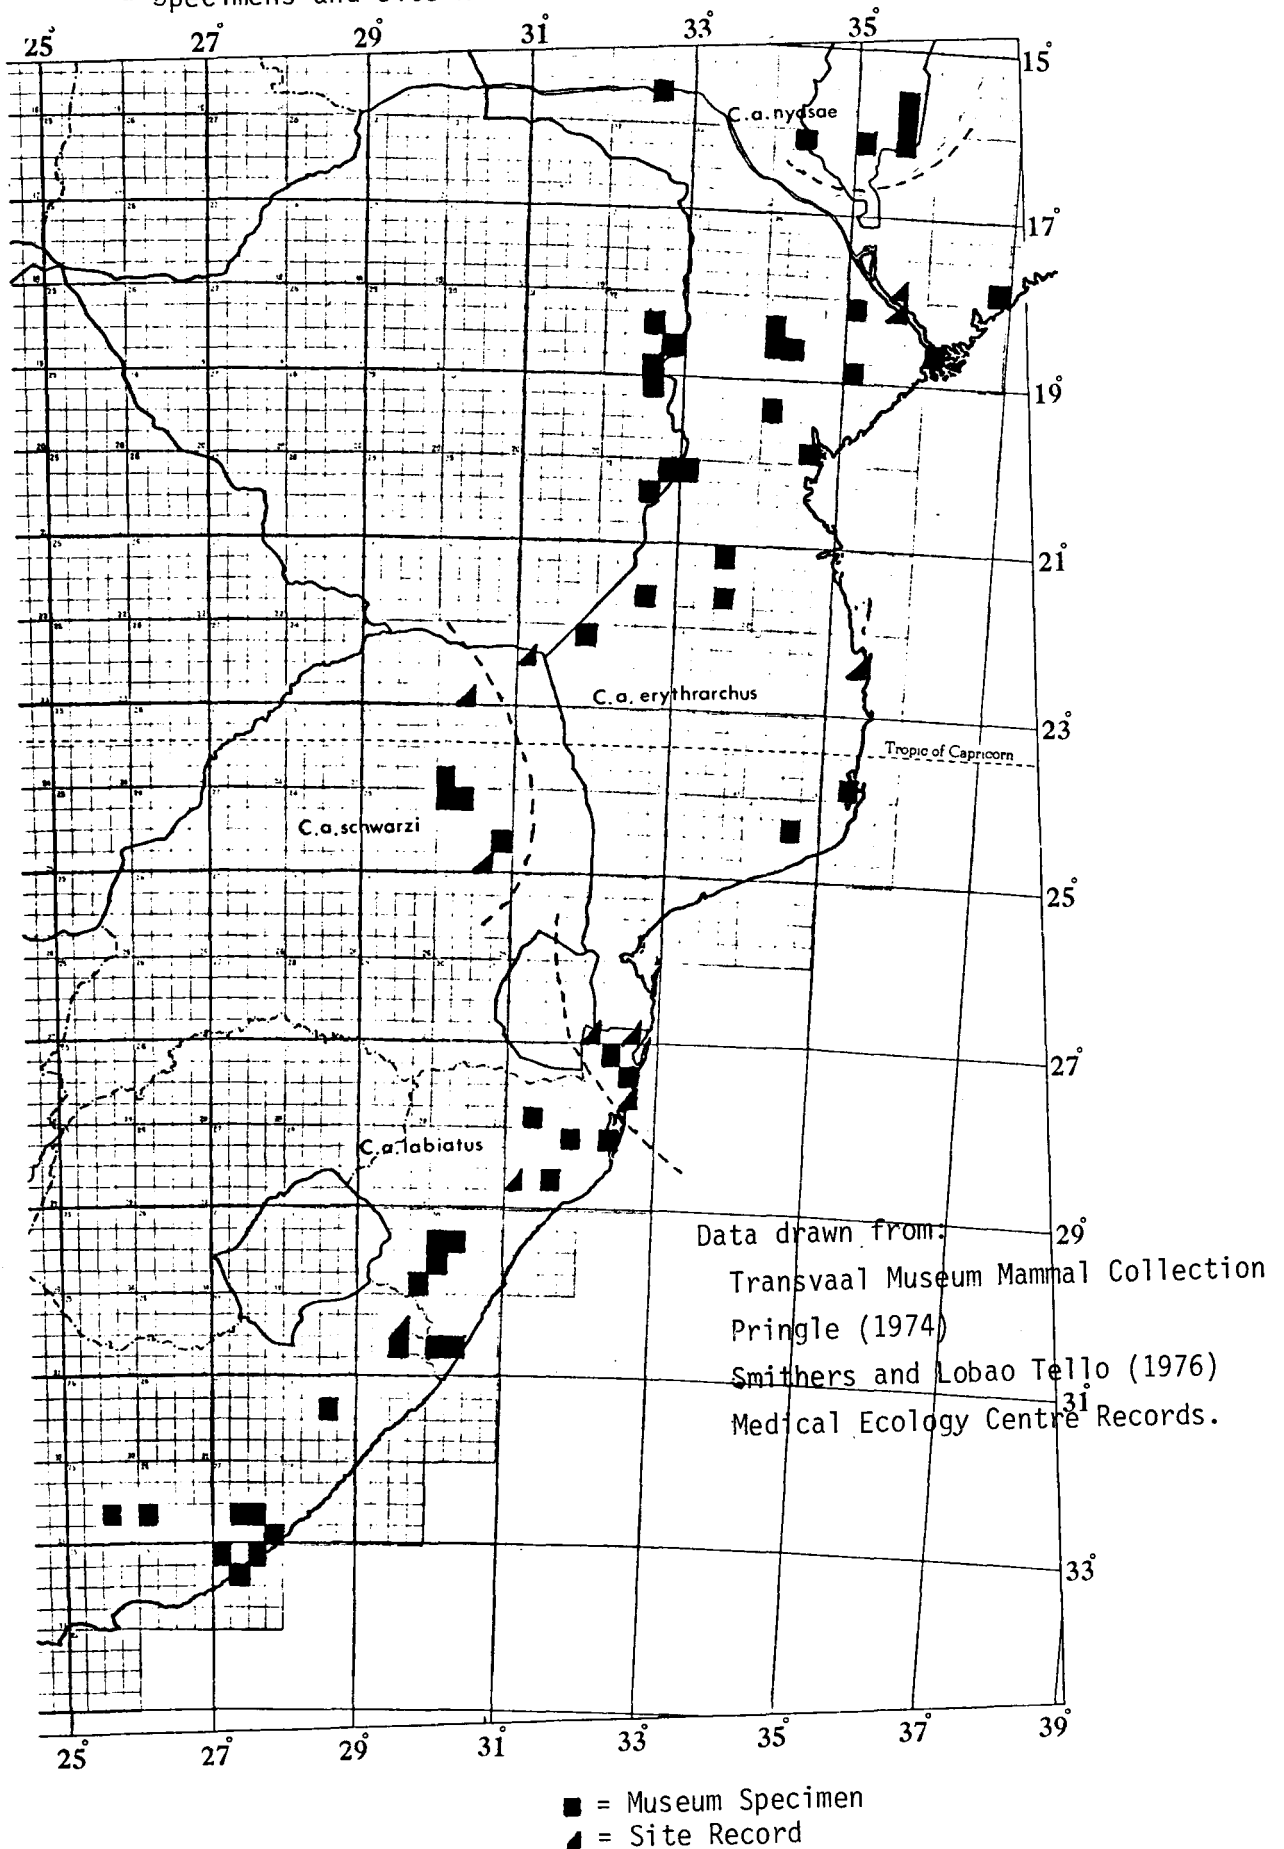 Specimens and
25° 27° 29° 31° 33° 35°
15°
C.a.nyasae
17°
19°
21°
C.a. erythrarchus
23°
Tropic of Capricorn
C.a.schwarzi
25°
27°
C.a.labiatus
29°
Data drawn from:
Transvaal Museum Mammal Collection
Pringle (1974)
Smithers and Lobao Tello (1976)
31°
Medical Ecology Centre Records.
33°
25° 27° 29° 31° 33° 35° 37° 39°
= Museum Specimen
= Site Record